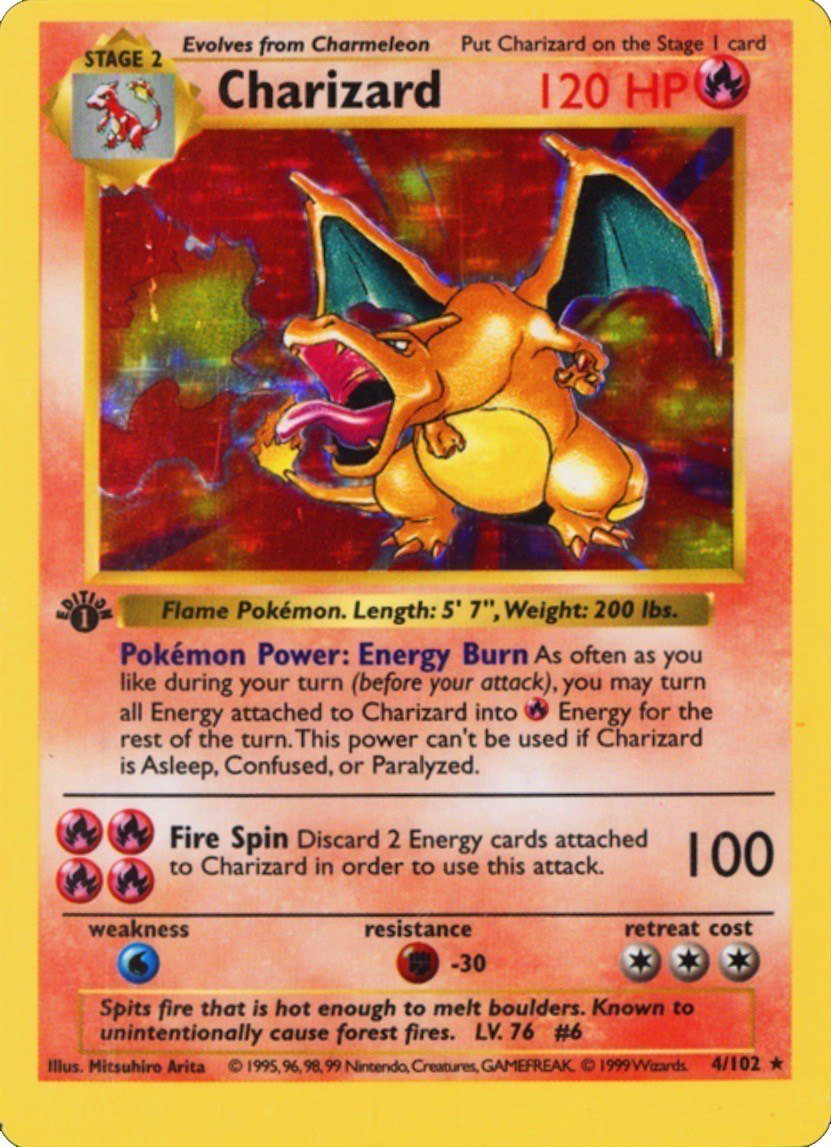 Evolves from Charmeleon Put Charizard on the Stage 1 card
STAGE 2
Charizard 120 HP
EDITION
1
Flame Pokémon. Length: 5' 7", Weight: 200 lbs.
Pokémon Power: Energy Burn As often as you
like during your turn (before your attack), you may turn
all Energy attached to Charizard into Energy for the
rest of the turn. This power can't be used if Charizard
is Asleep, Confused, or Paralyzed.
Fire Spin Discard 2 Energy cards attached
to Charizard in order to use this attack.
100
weakness resistance retreat cost
-30
Spits fire that is hot enough to melt boulders. Known to
unintentionally cause forest fires. LV. 76 #6
Illus. Mitsuhiro Arita © 1995, 96, 98, 99 Nintendo, Creatures, GAMEFREAK. © 1999 Wizards. 4/102 ★